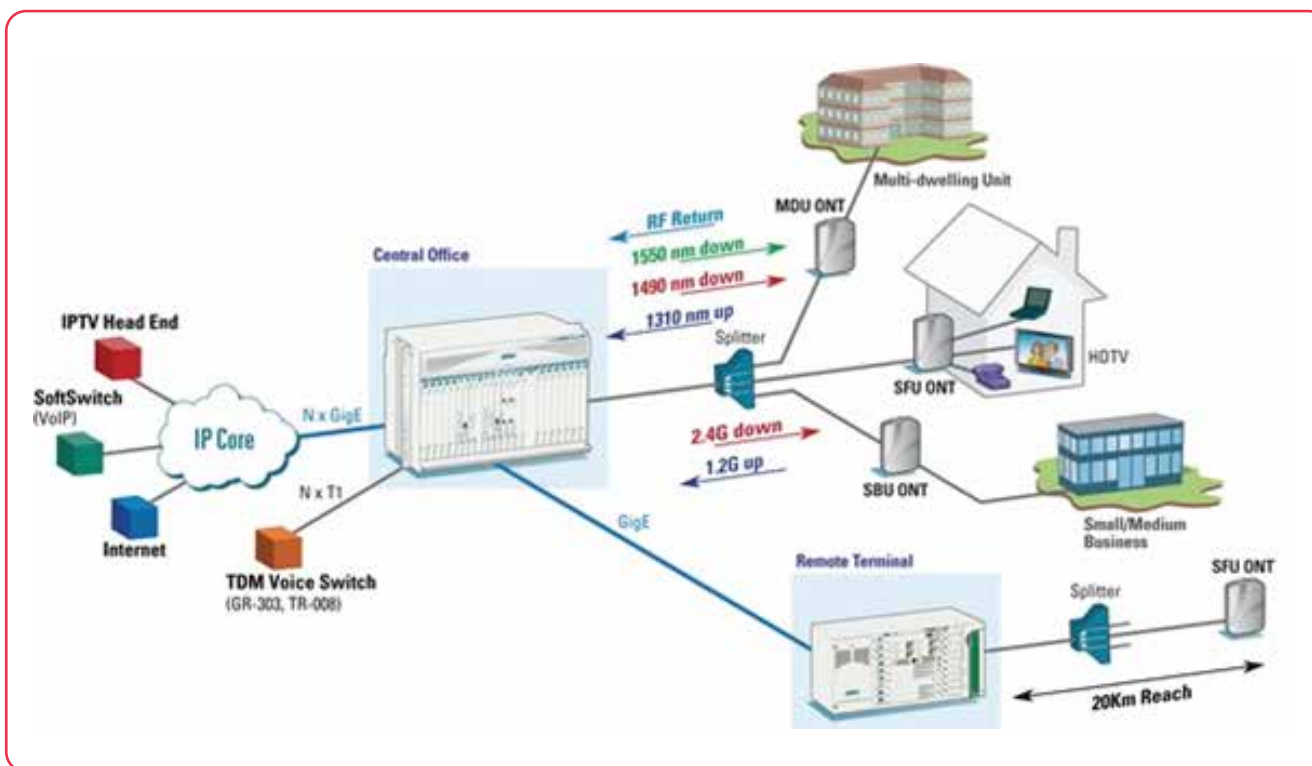 Multi-dwelling Unit
MDU ONT
RF Return
1550 nm down
1490 nm down
1310 nm up
Central Office
IPTV Head End
SoftSwitch
(VoIP)
IP Core
N x GigE
Splitter
HDTV
SFU ONT
2.4G down
1.2G up
SBU ONT
N x T1
Internet
TDM Voice Switch
(GR-303, TR-008)
GigE
Small/Medium
Business
Remote Terminal
Splitter
SFU ONT
20Km Reach